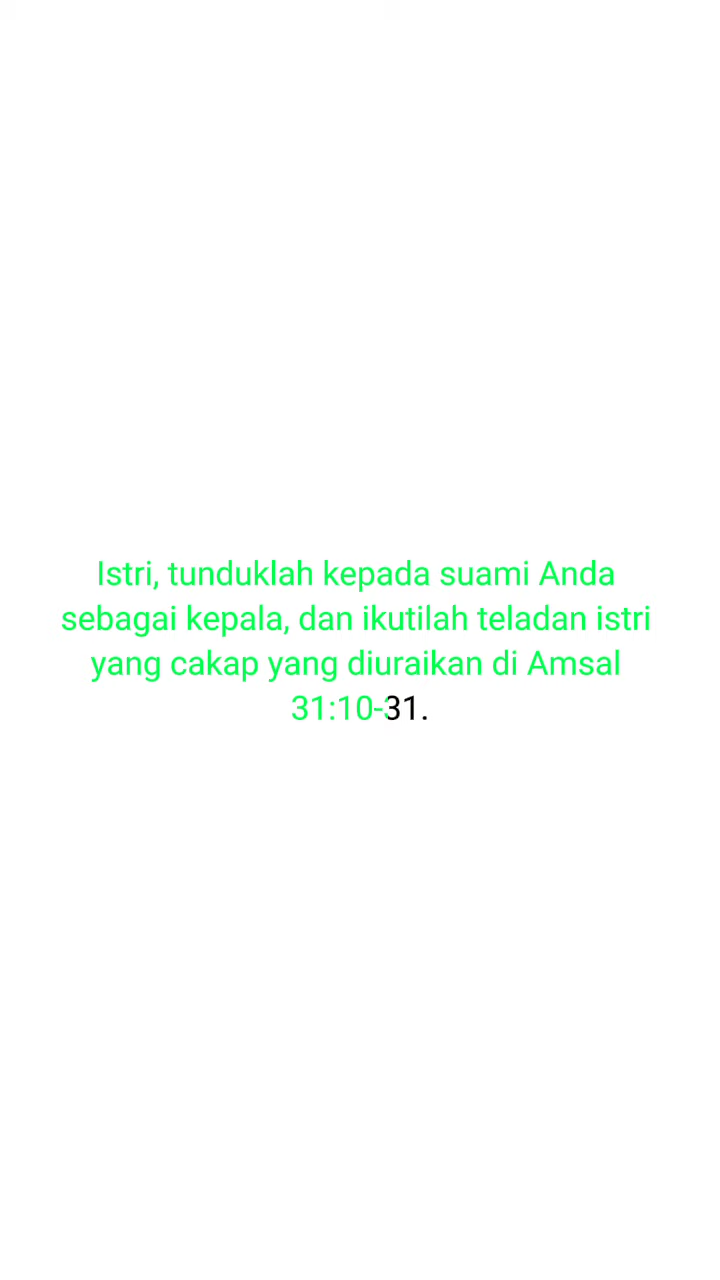 Istri, tunduklah kepada suami Anda
sebagai kepala, dan ikutilah teladan istri
yang cakap yang diuraikan di Amsal
31:10-31.